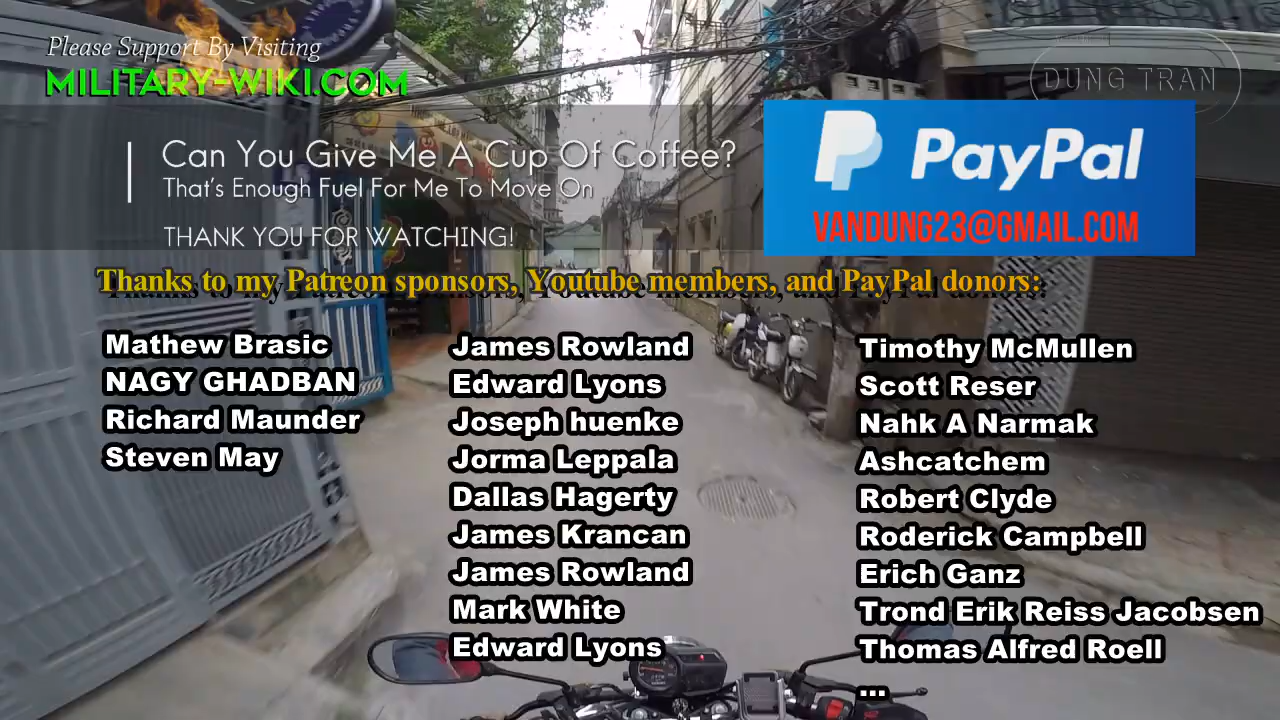 Please Support By Visiting
MILITARY-WIKI.COM
DUNG TRAN
Can You Give Me A Cup Of Coffee?
That's Enough Fuel For Me To Move On
THANK YOU FOR WATCHING!
PayPal
VANDUNG23@GMAIL.COM
Thanks to my Patreon sponsors, Youtube members, and PayPal donors:
Mathew Brasic
NAGY GHADBAN
Richard Maunder
Steven May
James Rowland
Edward Lyons
Joseph huenke
Jorma Leppala
Dallas Hagerty
James Krancan
James Rowland
Mark White
Edward Lyons
Timothy McMullen
Scott Reser
Nahk A Narmak
Ashcatchem
Robert Clyde
Roderick Campbell
Erich Ganz
Trond Erik Reiss Jacobsen
Thomas Alfred Roell
...